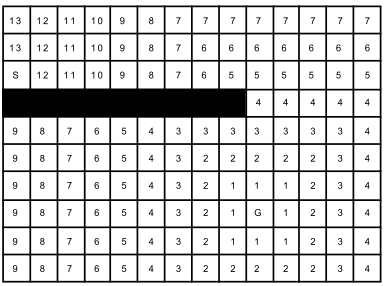 13 12 11 10 9 8 7 7 7 7 7 7 7 7
13 12 11 10 9 8 7 6 6 6 6 6 6 6
S 12 11 10 9 8 7 6 5 5 5 5 5 5
4 4 4 4 4
9 8 7 6 5 4 3 3 3 3 3 3 3 4
9 8 7 6 5 4 3 2 2 2 2 2 3 4
9 8 7 6 5 4 3 2 1 1 1 2 3 4
9 8 7 6 5 4 3 2 1 G 1 2 3 4
9 8 7 6 5 4 3 2 1 1 1 2 3 4
9 8 7 6 5 4 3 2 2 2 2 2 3 4